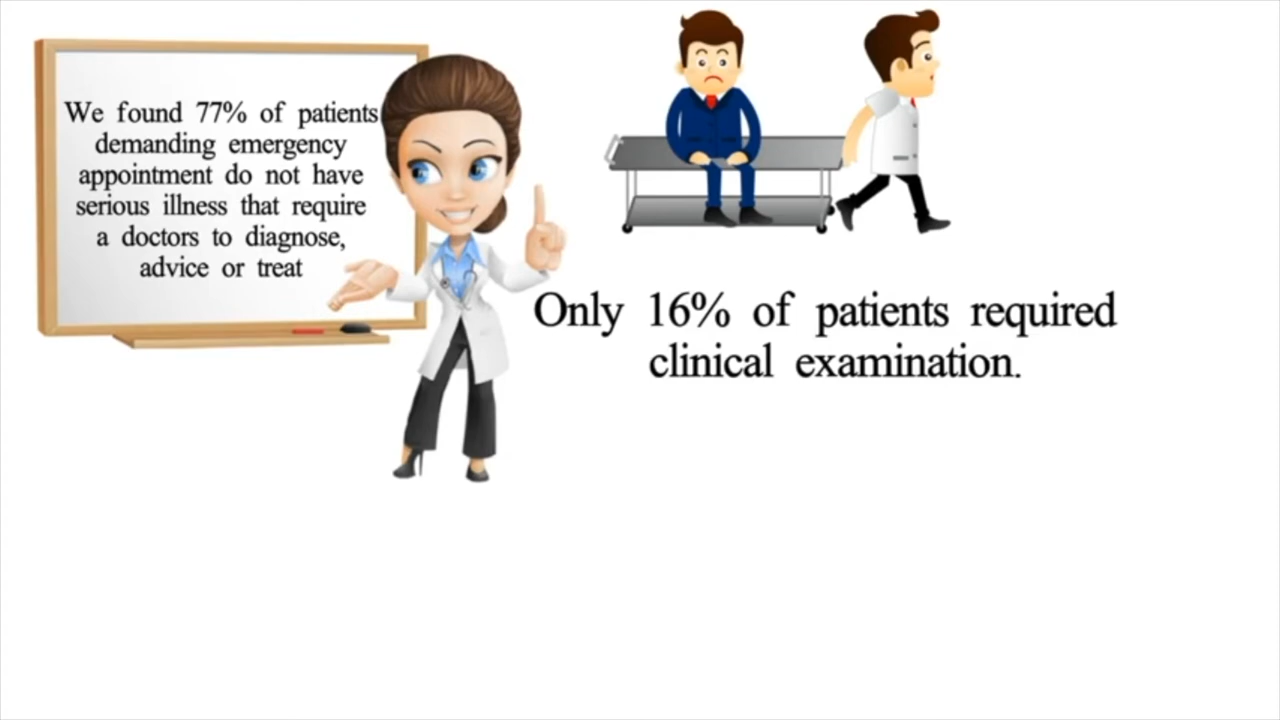 We found 77% of patients
demanding emergency
appointment do not have
serious illness that require
a doctors to diagnose,
advice or treat
Only 16% of patients required
clinical examination.